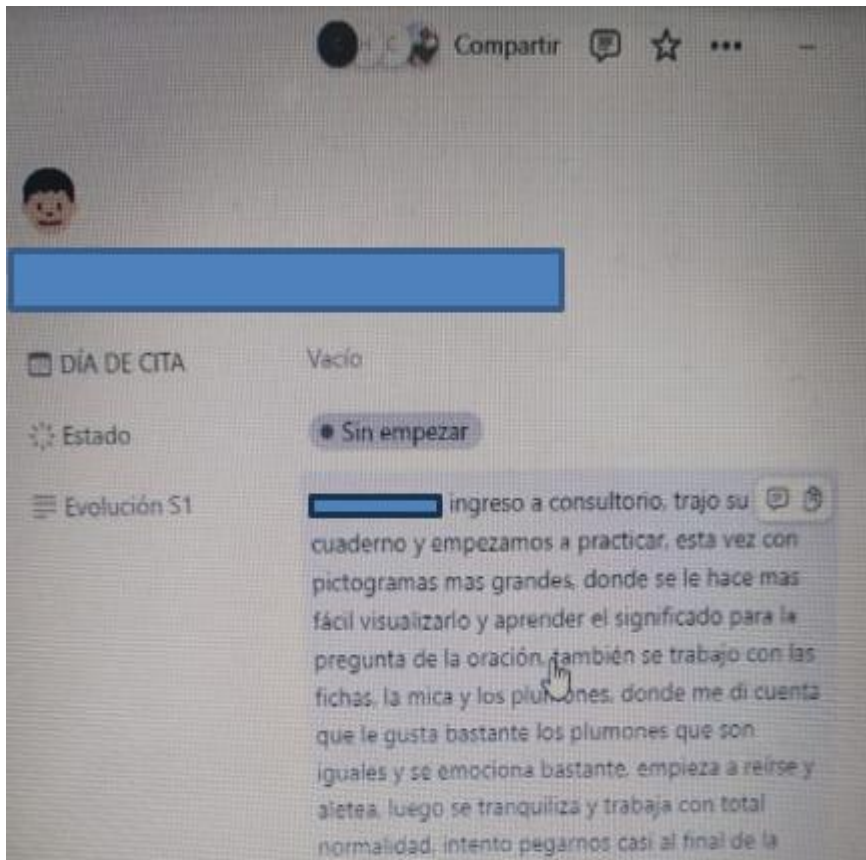 Compartir
DÍA DE CITA Vacío
Estado Sin empezar
Evolución S1 ingreso a consultorio, trajo su
cuaderno y empezamos a practicar, esta vez con
pictogramas mas grandes, donde se le hace mas
fácil visualizarlo y aprender el significado para la
pregunta de la oración, también se trabajo con las
fichas, la mica y los plumones, donde me di cuenta
que le gusta bastante los plumones que son
iguales y se emociona bastante, empieza a reírse y
aletea, luego se tranquiliza y trabaja con total
normalidad, intento pegarnos casi al final de la